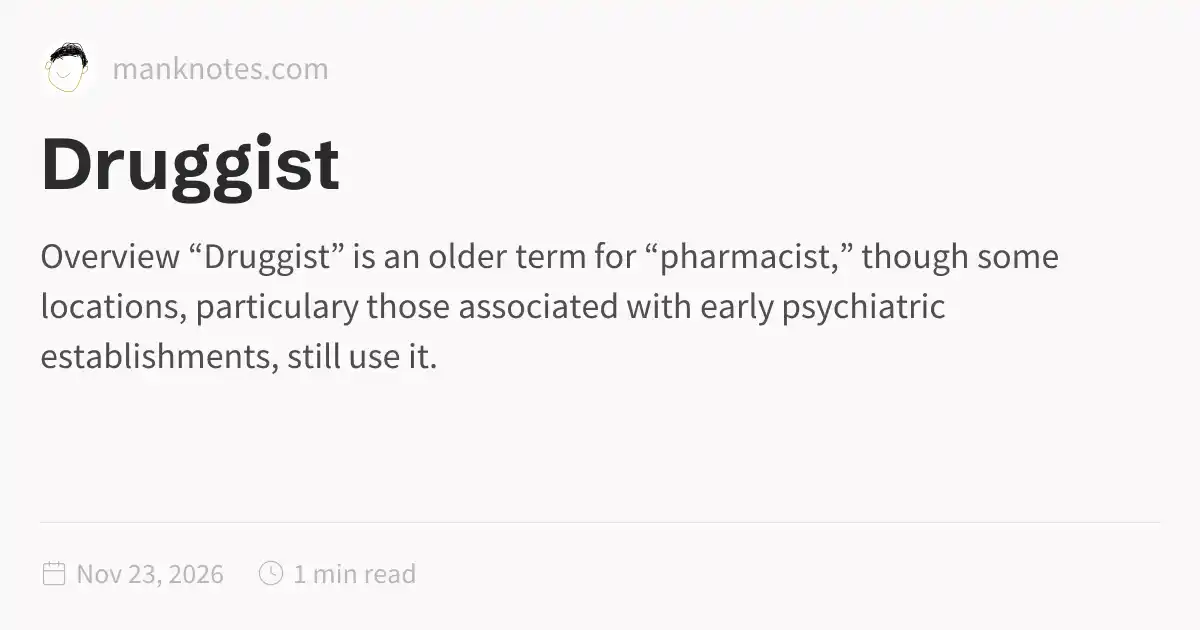 manknotes.com
Druggist
Overview “Druggist” is an older term for “pharmacist,” though some
locations, particulary those associated with early psychiatric
establishments, still use it.
Nov 23, 2026 1 min read